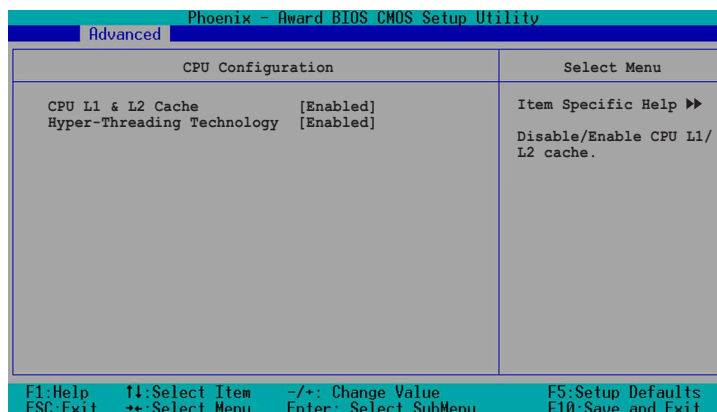 Phoenix - Award BIOS CMOS Setup Utility
Advanced
CPU Configuration
Select Menu
CPU L1 & L2 Cache [Enabled]
Hyper-Threading Technology [Enabled]
Item Specific Help ▶▶
Disable/Enable CPU L1/
L2 cache.
F1:Help ↑↓:Select Item -/+: Change Value F5:Setup Defaults
ESC:Exit →←:Select Menu Enter: Select SubMenu F10:Save and Exit